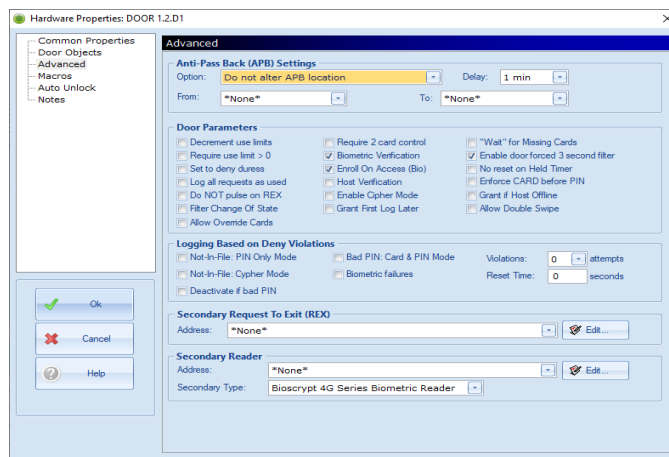 Hardware Properties: DOOR 1.2.D1
Common Properties
Door Objects
Advanced
Macros
Auto Unlock
Notes
Ok
Cancel
Help
Advanced
Anti-Pass Back (APB) Settings
Option: Do not alter APB location Delay: 1 min
From: *None* To: *None*
Door Parameters
Decrement use limits Require 2 card control "Wait" for Missing Cards
Require use limit > 0 Biometric Verification Enable door forced 3 second filter
Set to deny duress Enroll On Access (Bio) No reset on Held Timer
Log all requests as used Host Verification Enforce CARD before PIN
Do NOT pulse on REX Enable Cipher Mode Grant if Host Offline
Filter Change Of State Grant First Log Later Allow Double Swipe
Allow Override Cards
Logging Based on Deny Violations
Not-In-File: PIN Only Mode Bad PIN: Card & PIN Mode Violations: 0 attempts
Not-In-File: Cypher Mode Biometric failures Reset Time: 0 seconds
Deactivate if bad PIN
Secondary Request To Exit (REX)
Address: *None* Edit...
Secondary Reader
Address: *None* Edit...
Secondary Type: Bioscrypt 4G Series Biometric Reader